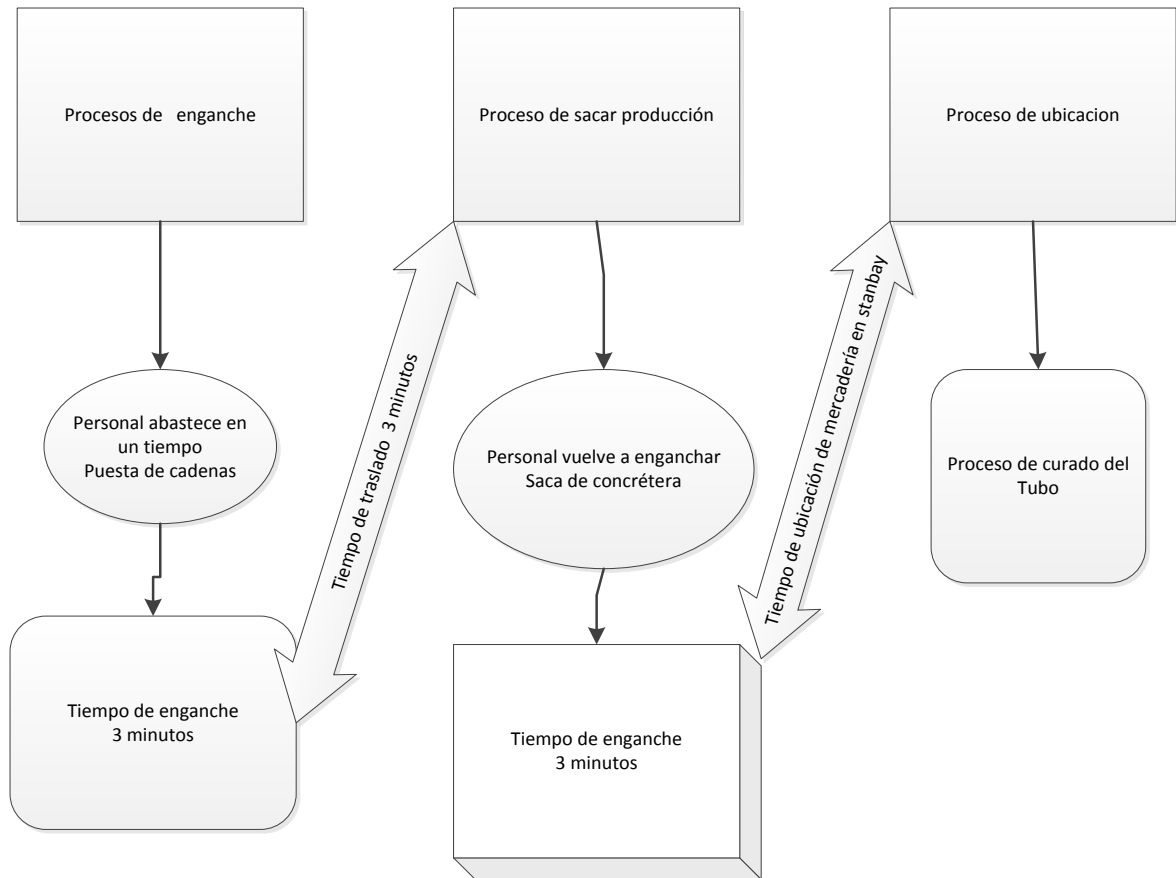 Procesos de enganche
Proceso de sacar producción
Proceso de ubicacion
Personal abastece en
un tiempo
Puesta de cadenas
Tiempo de traslado 3 minutos
Personal vuelve a enganchar
Saca de concrétera
Tiempo de ubicación de mercadería en stanbay
Proceso de curado del
Tubo
Tiempo de enganche
3 minutos
Tiempo de enganche
3 minutos